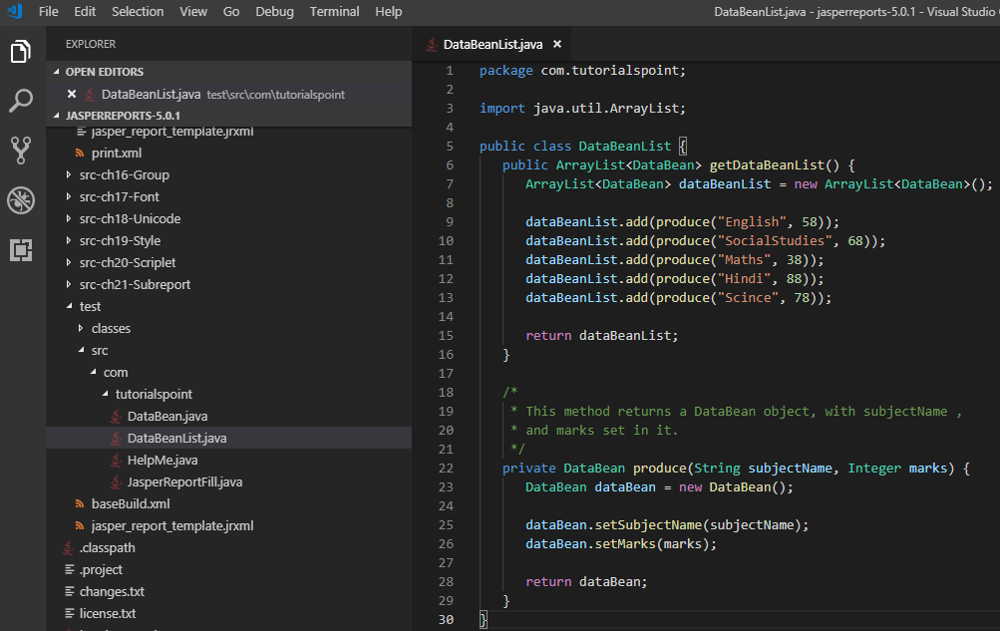 File Edit Selection View Go Debug Terminal Help
DataBeanList.java - jasperreports-5.0.1 - Visual Studio
EXPLORER
OPEN EDITORS
DataBeanList.java test\src\com\tutorialspoint
JASPERREPORTS-5.0.1
jasper_report_template.jrxml
print.xml
src-ch16-Group
src-ch17-Font
src-ch18-Unicode
src-ch19-Style
src-ch20-Scriplet
src-ch21-Subreport
test
classes
src
com
tutorialspoint
DataBean.java
DataBeanList.java
HelpMe.java
JasperReportFill.java
baseBuild.xml
jasper_report_template.jrxml
.classpath
.project
changes.txt
license.txt
DataBeanList.java ×
1 package com.tutorialspoint;
2
3 import java.util.ArrayList;
4
5 public class DataBeanList {
6 public ArrayList<DataBean> getDataBeanList() {
7 ArrayList<DataBean> dataBeanList = new ArrayList<DataBean>();
8
9 dataBeanList.add(produce("English", 58));
10 dataBeanList.add(produce("SocialStudies", 68));
11 dataBeanList.add(produce("Maths", 38));
12 dataBeanList.add(produce("Hindi", 88));
13 dataBeanList.add(produce("Scince", 78));
14
15 return dataBeanList;
16 }
17
18 /*
19 * This method returns a DataBean object, with subjectName ,
20 * and marks set in it.
21 */
22 private DataBean produce(String subjectName, Integer marks) {
23 DataBean dataBean = new DataBean();
24
25 dataBean.setSubjectName(subjectName);
26 dataBean.setMarks(marks);
27
28 return dataBean;
29 }
30 }